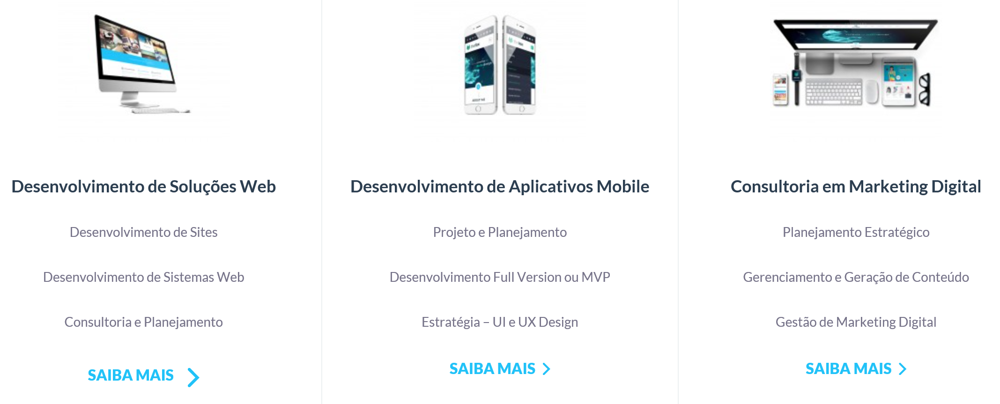 Desenvolvimento de Soluções Web
Desenvolvimento de Sites
Desenvolvimento de Sistemas Web
Consultoria e Planejamento
SAIBA MAIS
Desenvolvimento de Aplicativos Mobile
Projeto e Planejamento
Desenvolvimento Full Version ou MVP
Estratégia – UI e UX Design
SAIBA MAIS
Consultoria em Marketing Digital
Planejamento Estratégico
Gerenciamento e Geração de Conteúdo
Gestão de Marketing Digital
SAIBA MAIS